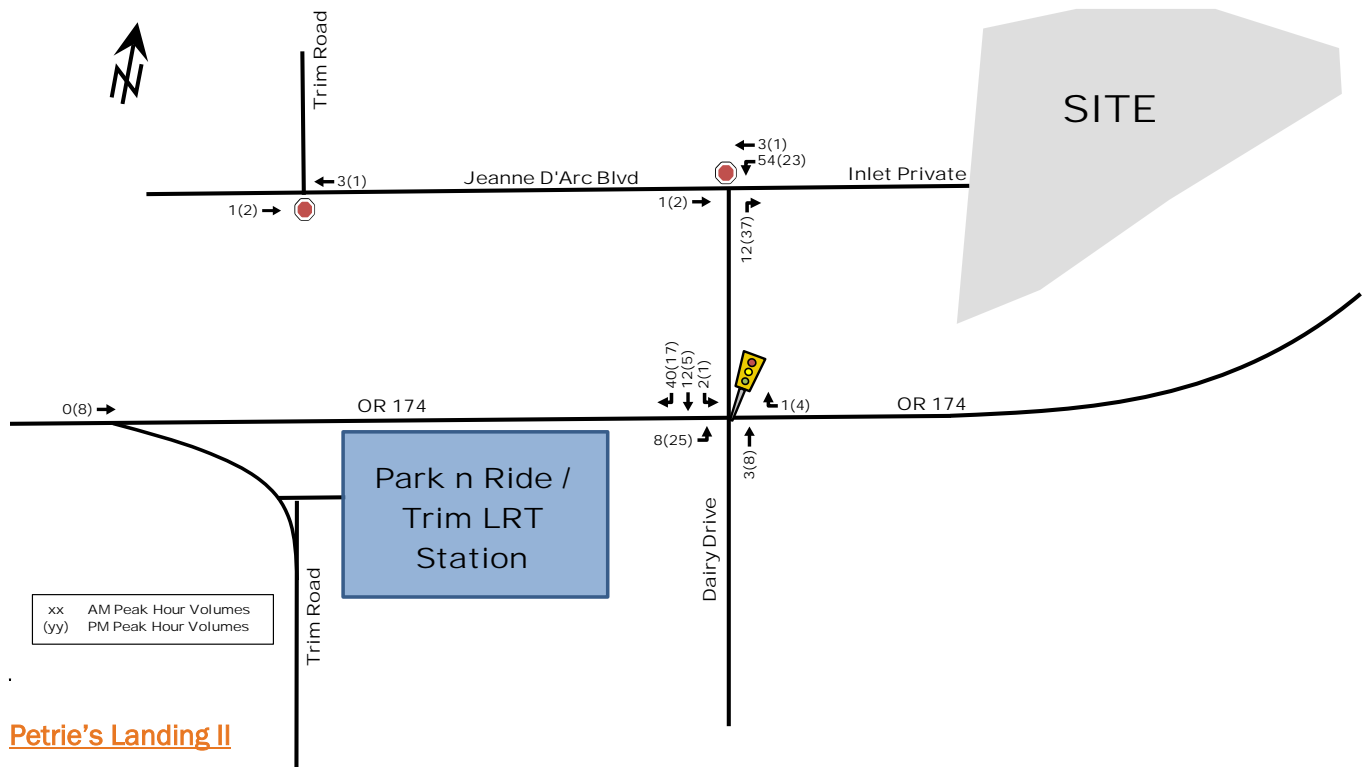 Trim Road
SITE
3(1)
54(23)
3(1)
Jeanne D'Arc Blvd
Inlet Private
1(2)
1(2)
12(37)
40(17)
12(5)
2(1)
0(8)
OR 174
1(4)
OR 174
8(25)
3(8)
Park n Ride /
Trim LRT
Station
Dairy Drive
xx AM Peak Hour Volumes
(yy) PM Peak Hour Volumes
Trim Road
.
Petrie's Landing II